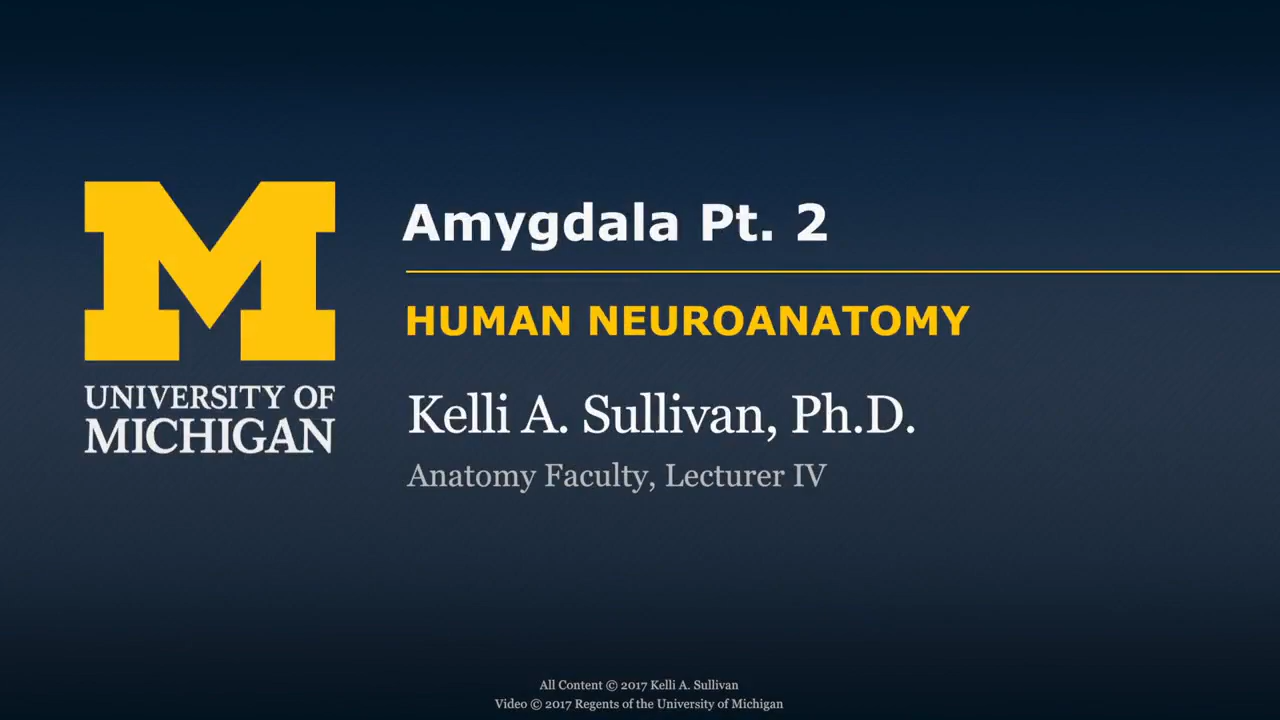 Amygdala Pt. 2
HUMAN NEUROANATOMY
Kelli A. Sullivan, Ph.D.
Anatomy Faculty, Lecturer IV
M
UNIVERSITY OF
MICHIGAN
All Content © 2017 Kelli A. Sullivan
Video © 2017 Regents of the University of Michigan